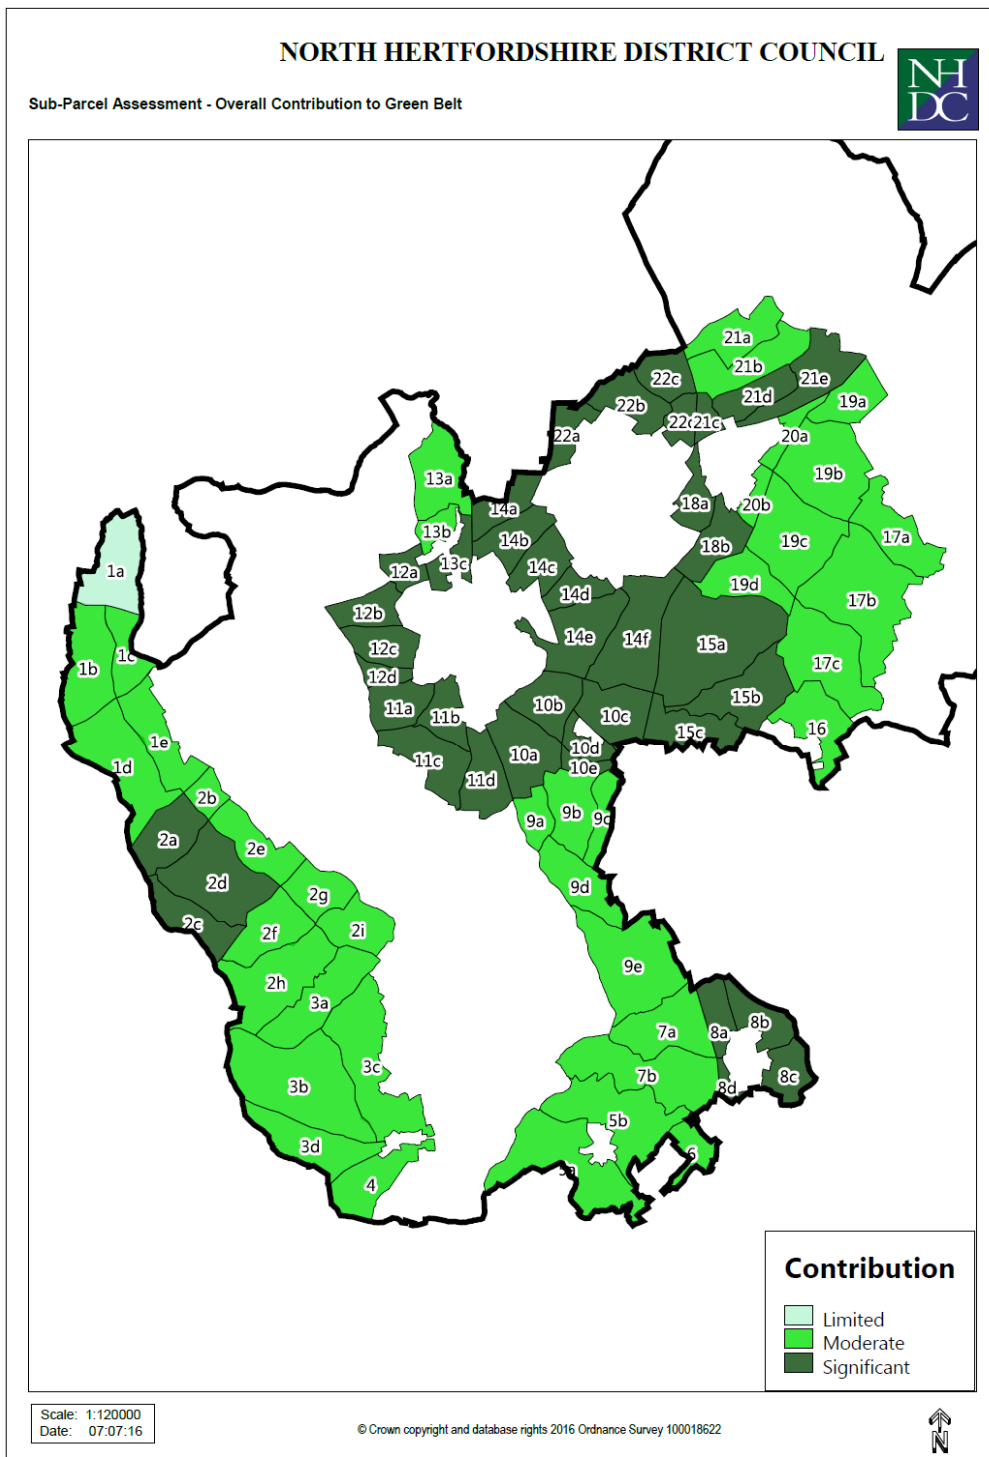 NORTH HERTFORDSHIRE DISTRICT COUNCIL
NH
DC
Sub-Parcel Assessment - Overall Contribution to Green Belt
21a
21b
22c
21e
21d
19a
22b
22d
21c
22a
20a
13a
19b
18a
20b
14a
13b
14b
18b
19c
17a
13c
14c
12a
1a
14d
19d
17b
12b
14e
14f
15a
12c
1c
1b
17c
12d
15b
11a
10b
11b
10c
16
15c
1e
10d
10a
11c
10e
1d
11d
2b
9b
9a
9c
2a
2e
2d
9d
2g
2c
2f
2i
9e
2h
3a
8b
7a
8a
3c
7b
8c
3b
8d
5b
3d
6
5a
4
Contribution
Limited
Moderate
Significant
Scale: 1:120000
Date: 07:07:16
© Crown copyright and database rights 2016 Ordnance Survey 100018622
N